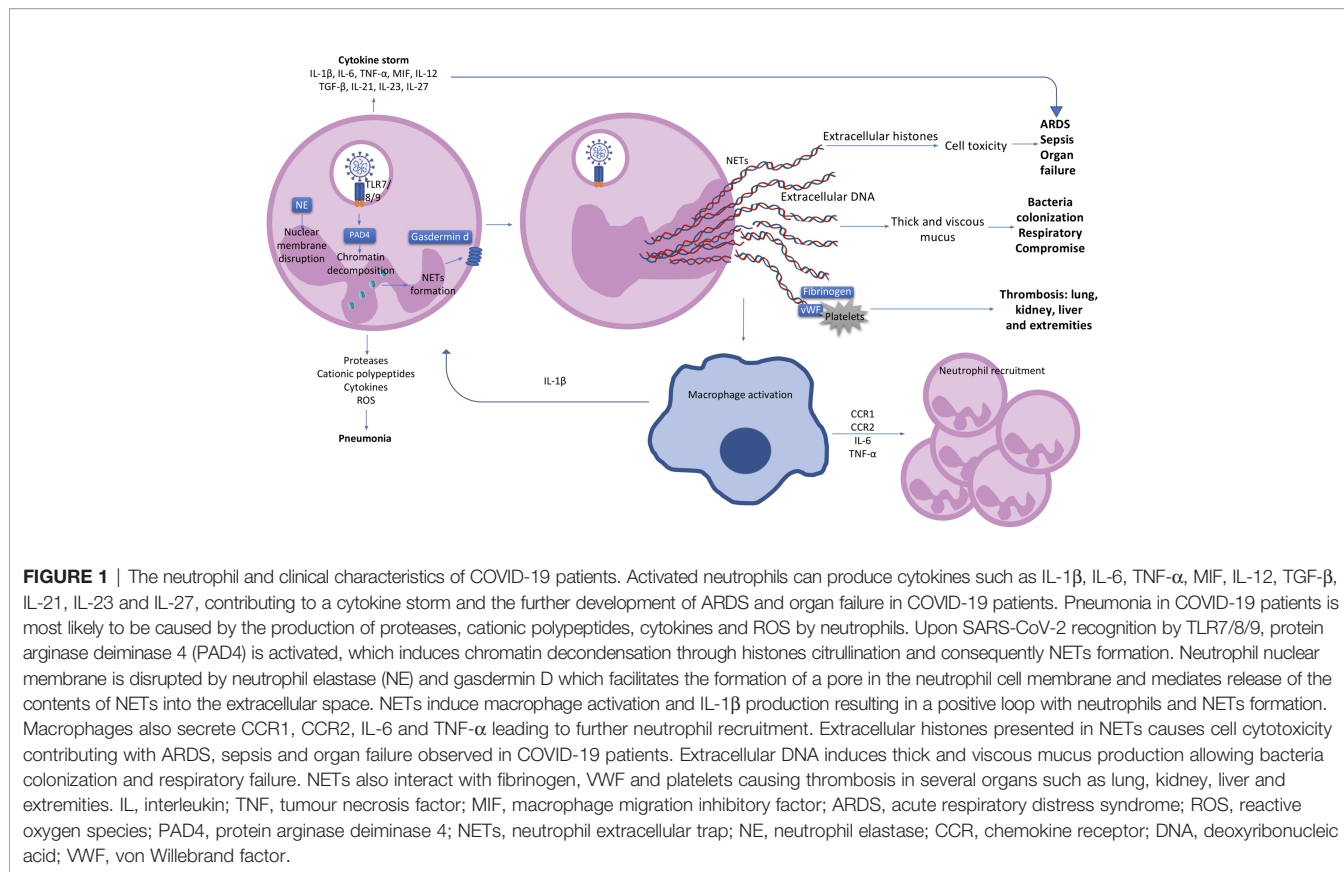 Cytokine storm
IL-1β, IL-6, TNF-α, MIF, IL-12
TGF-β, IL-21, IL-23, IL-27
TLR7/
8/9
NE
Nuclear
membrane
disruption
PAD4
Chromatin
decomposition
Gasdermin d
NETs
formation
Proteases
Cationic polypeptides
Cytokines
ROS
Pneumonia
NETs
Extracellular histones
Cell toxicity
ARDS
Sepsis
Organ
failure
Extracellular DNA
Thick and viscous
mucus
Bacteria
colonization
Respiratory
Compromise
Fibrinogen
vWF
Platelets
Thrombosis: lung,
kidney, liver
and extremities
IL-1β
Macrophage activation
CCR1
CCR2
IL-6
TNF-α
Neutrophil recruitment
FIGURE 1 | The neutrophil and clinical characteristics of COVID-19 patients. Activated neutrophils can produce cytokines such as IL-1β, IL-6, TNF-α, MIF, IL-12, TGF-β,
IL-21, IL-23 and IL-27, contributing to a cytokine storm and the further development of ARDS and organ failure in COVID-19 patients. Pneumonia in COVID-19 patients is
most likely to be caused by the production of proteases, cationic polypeptides, cytokines and ROS by neutrophils. Upon SARS-CoV-2 recognition by TLR7/8/9, protein
arginase deiminase 4 (PAD4) is activated, which induces chromatin decondensation through histones citrullination and consequently NETs formation. Neutrophil nuclear
membrane is disrupted by neutrophil elastase (NE) and gasdermin D which facilitates the formation of a pore in the neutrophil cell membrane and mediates release of the
contents of NETs into the extracellular space. NETs induce macrophage activation and IL-1β production resulting in a positive loop with neutrophils and NETs formation.
Macrophages also secrete CCR1, CCR2, IL-6 and TNF-α leading to further neutrophil recruitment. Extracellular histones presented in NETs causes cell cytotoxicity
contributing with ARDS, sepsis and organ failure observed in COVID-19 patients. Extracellular DNA induces thick and viscous mucus production allowing bacteria
colonization and respiratory failure. NETs also interact with fibrinogen, VWF and platelets causing thrombosis in several organs such as lung, kidney, liver and
extremities. IL, interleukin; TNF, tumour necrosis factor; MIF, macrophage migration inhibitory factor; ARDS, acute respiratory distress syndrome; ROS, reactive
oxygen species; PAD4, protein arginase deiminase 4; NETs, neutrophil extracellular trap; NE, neutrophil elastase; CCR, chemokine receptor; DNA, deoxyribonucleic
acid; VWF, von Willebrand factor.